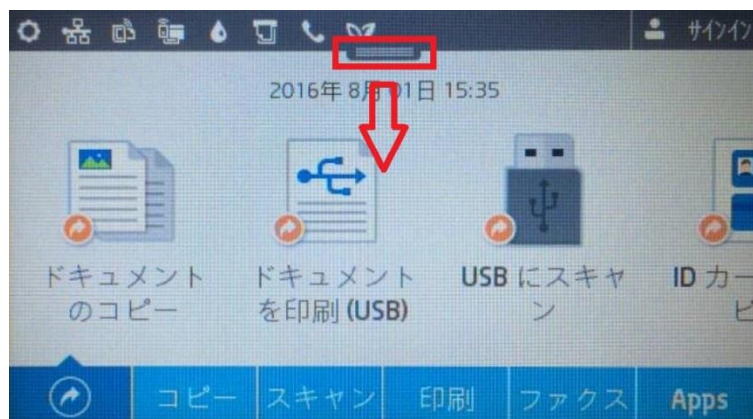 サインイン
2016年 8月 01日 15:35
ドキュメント
のコピー
ドキュメント
を印刷 (USB)
USB にスキャ
ン
ID カー
ピ
コピー
スキャン
印刷
ファクス
Apps